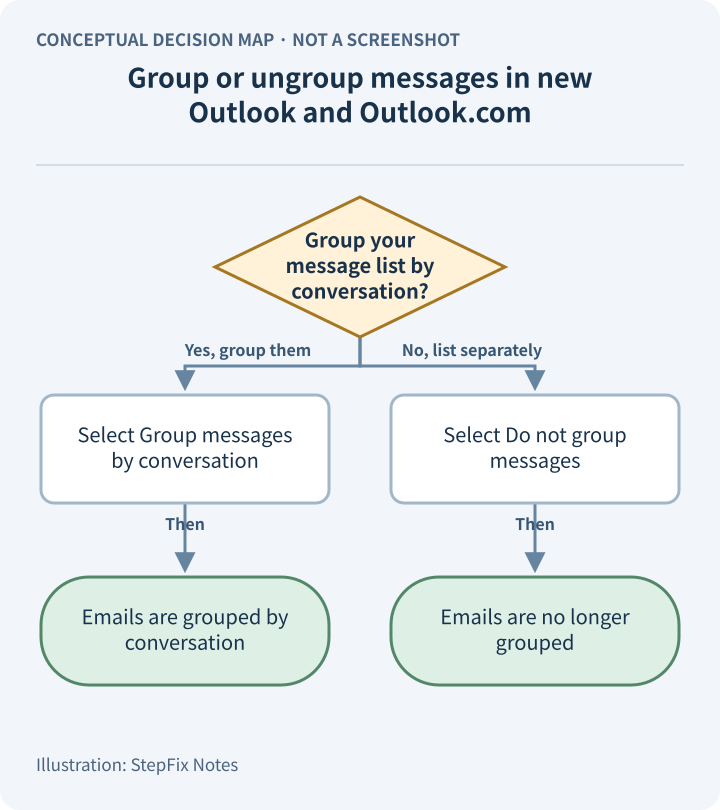 CONCEPTUAL DECISION MAP · NOT A SCREENSHOT
Group or ungroup messages in new
Outlook and Outlook.com
Group your
message list by
conversation?
Yes, group them
No, list separately
Select Group messages
by conversation
Select Do not group
messages
Then
Then
Emails are grouped by
conversation
Emails are no longer
grouped
Illustration: StepFix Notes